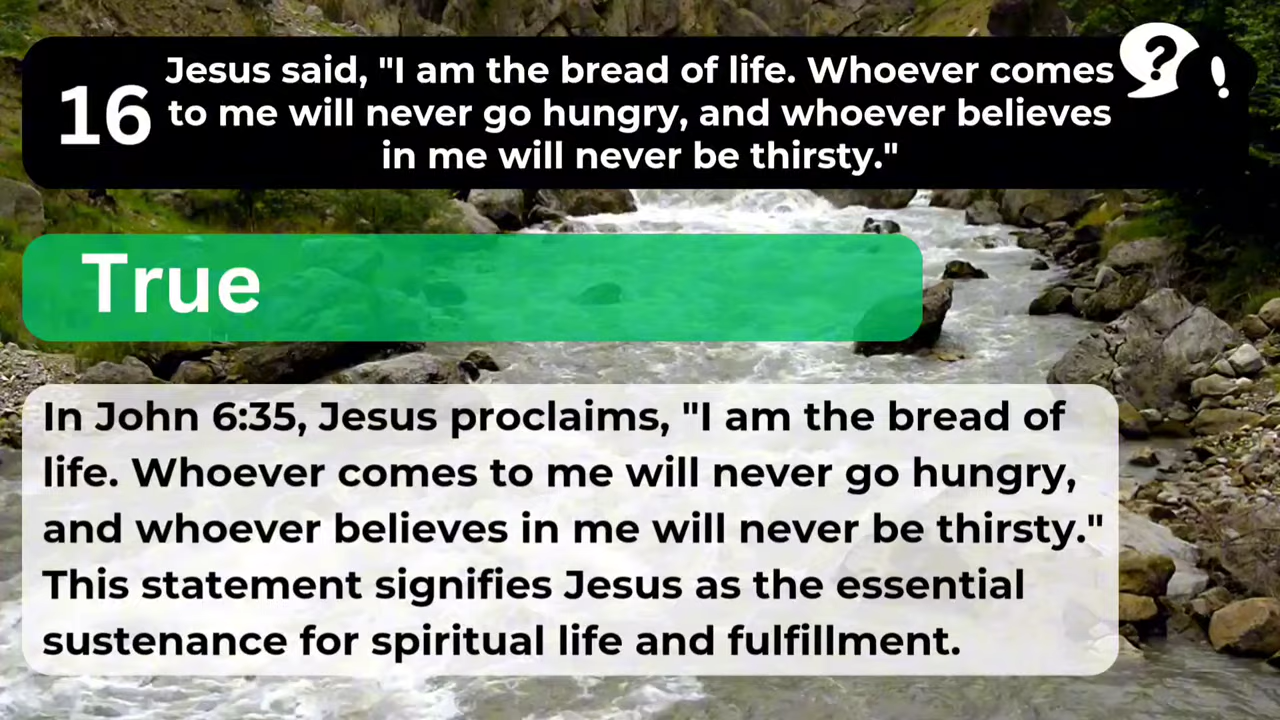 16
Jesus said, "I am the bread of life. Whoever comes
to me will never go hungry, and whoever believes
in me will never be thirsty."
?
!
True
In John 6:35, Jesus proclaims, "I am the bread of
life. Whoever comes to me will never go hungry,
and whoever believes in me will never be thirsty."
This statement signifies Jesus as the essential
sustenance for spiritual life and fulfillment.